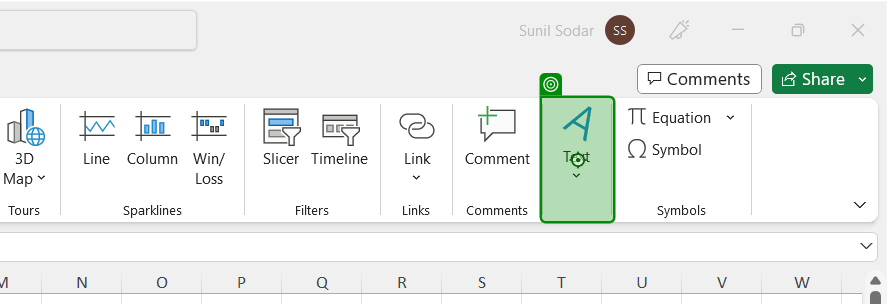 Sunil Sodar SS
Comments Share
3D Map
Line
Column
Win/
Loss
Slicer
Timeline
Link
Comment
Text
Equation
Symbol
Tours
Sparklines
Filters
Links
Comments
Symbols
M N O P Q R S T U V W